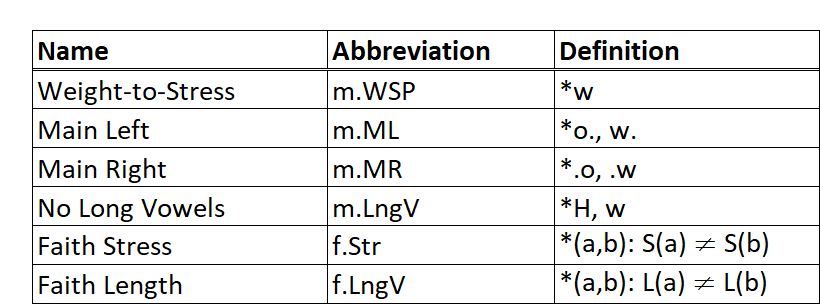 Name Abbreviation Definition
Weight-to-Stress m.WSP *w
Main Left m.ML *o., w.
Main Right m.MR *.o, .w
No Long Vowels m.LngV *H, w
Faith Stress f.Str *(a,b): S(a) ≠ S(b)
Faith Length f.LngV *(a,b): L(a) ≠ L(b)